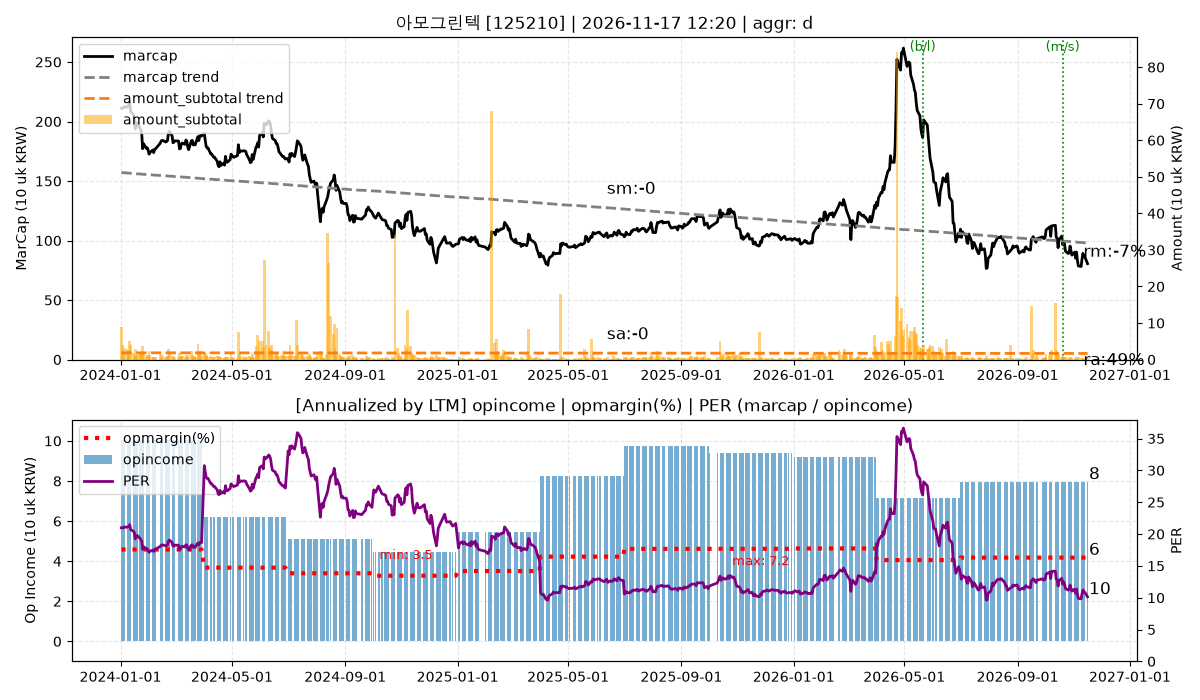 아모그린텍 [125210] | 2026-11-17 12:20 | aggr: d
marcap
marcap trend
amount_subtotal trend
amount_subtotal
(b/l)
(m/s)
sm:-0
rm:-7%
sa:-0
ra:49%
MarCap (10 uk KRW)
250
200
150
100
50
0
Amount (10 uk KRW)
80
70
60
50
40
30
20
10
0
2024-01-01
2024-05-01
2024-09-01
2025-01-01
2025-05-01
2025-09-01
2026-01-01
2026-05-01
2026-09-01
2027-01-01
[Annualized by LTM] opincome | opmargin(%) | PER (marcap / opincome)
opmargin(%)
opincome
PER
min: 3.5
max: 7.2
8
6
10
Op Income (10 uk KRW)
10
8
6
4
2
0
PER
35
30
25
20
15
10
5
0
2024-01-01
2024-05-01
2024-09-01
2025-01-01
2025-05-01
2025-09-01
2026-01-01
2026-05-01
2026-09-01
2027-01-01